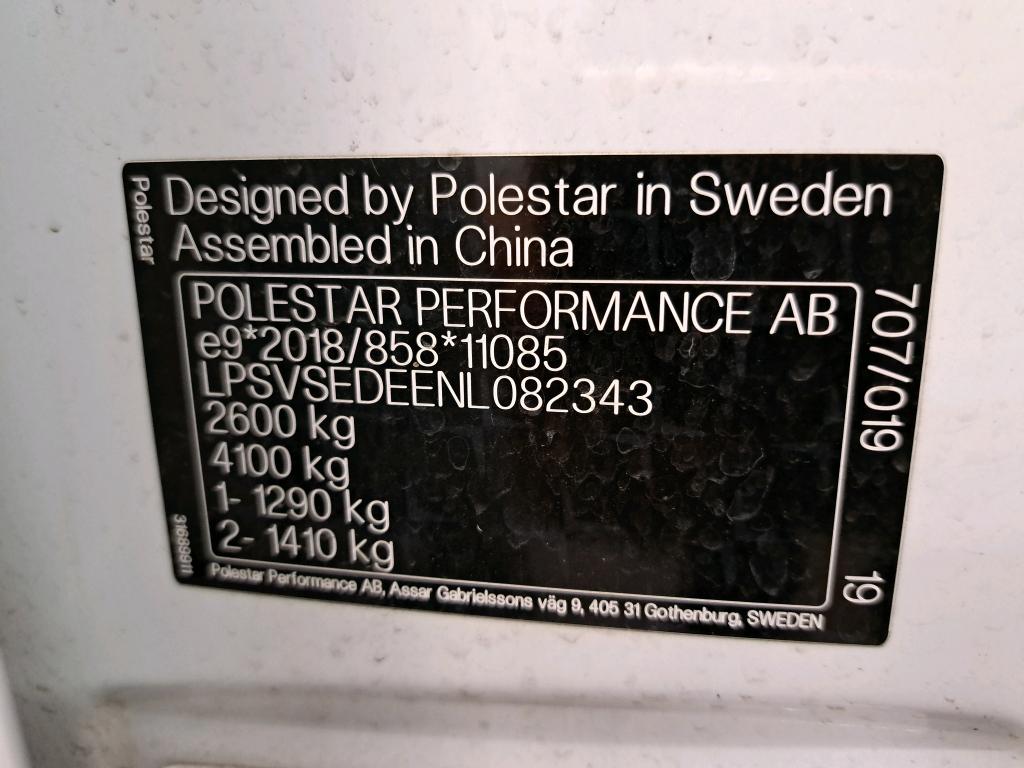 Polestar
Designed by Polestar in Sweden
Assembled in China
POLESTAR PERFORMANCE AB
e9*2018/858*11085
LPSVSEDEENL082343
2600 kg
4100 kg
1- 1290 kg
2- 1410 kg
707/019
19
31689911
Polestar Performance AB, Assar Gabrielssons väg 9, 405 31 Gothenburg, SWEDEN